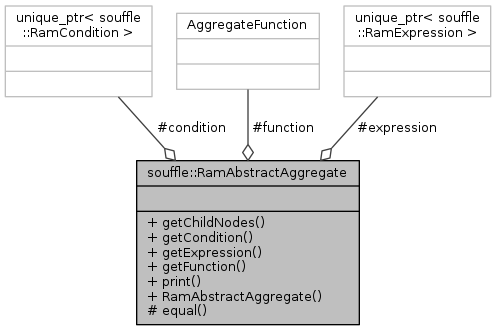 unique_ptr< souffle
::RamCondition >
AggregateFunction
unique_ptr< souffle
::RamExpression >
#condition
#function
#expression
souffle::RamAbstractAggregate
+ getChildNodes()
+ getCondition()
+ getExpression()
+ getFunction()
+ print()
+ RamAbstractAggregate()
# equal()